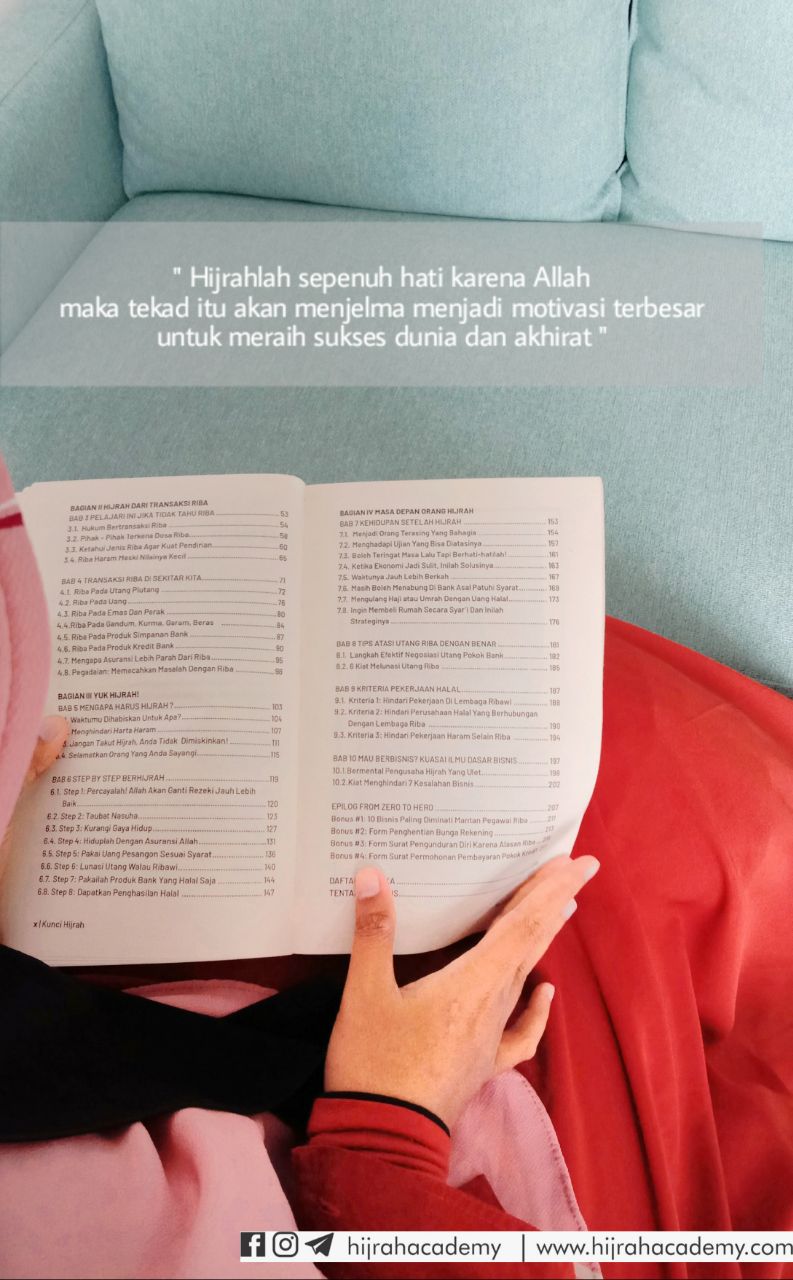 " Hijrahlah sepenuh hati karena Allah
maka tekad itu akan menjelma menjadi motivasi terbesar
untuk meraih sukses dunia dan akhirat "
BAGIAN II HIJRAH DARI TRANSAKSI RIBA
BAB 3 PELAJARI INI JIKA TIDAK TAHU RIBA 53
3.1. Hukum Bertransaksi Riba 54
3.2. Pihak - Pihak Terkena Dosa Riba 58
3.3. Ketahui Jenis Riba Agar Kuat Pendirian 60
3.4. Riba Haram Meski Nilainya Kecil 65
BAB 4 TRANSAKSI RIBA DI SEKITAR KITA 71
4.1. Riba Pada Utang Piutang 72
4.2. Riba Pada Uang 76
4.3. Riba Pada Emas Dan Perak 80
4.4.Riba Pada Gandum, Kurma, Garam, Beras 84
4.5. Riba Pada Produk Simpanan Bank 87
4.6. Riba Pada Produk Kredit Bank 90
4.7. Mengapa Asuransi Lebih Parah Dari Riba 95
4.8. Pegadaian: Memecahkan Masalah Dengan Riba 98
BAGIAN III YUK HIJRAH!
BAB 5 MENGAPA HARUS HIJRAH ? 103
Waktumu Dihabiskan Untuk Apa? 104
Menghindari Harta Haram 107
Jangan Takut Hijrah, Anda Tidak Dimiskinkan! 111
Selamatkan Orang Yang Anda Sayangi 115
BAB 6 STEP BY STEP BERHIJRAH 119
6.1. Step 1: Percayalah! Allah Akan Ganti Rezeki Jauh Lebih
Baik 120
6.2. Step 2: Taubat Nasuha 123
6.3. Step 3: Kurangi Gaya Hidup 127
6.4. Step 4: Hiduplah Dengan Asuransi Allah 131
6.5. Step 5: Pakai Uang Pesangon Sesuai Syarat 136
6.6. Step 6: Lunasi Utang Walau Ribawi 140
6.7. Step 7: Pakailah Produk Bank Yang Halal Saja 144
6.8. Step 8: Dapatkan Penghasilan Halal 147
x | Kunci Hijrah
BAGIAN IV MASA DEPAN ORANG HIJRAH
BAB 7 KEHIDUPAN SETELAH HIJRAH 153
7.1. Menjadi Orang Terasing Yang Bahagia 154
7.2. Menghadapi Ujian Yang Bisa Diatasinya 157
7.3. Boleh Teringat Masa Lalu Tapi Berhati-hatilah! 161
7.4. Ketika Ekonomi Jadi Sulit, Inilah Solusinya 163
7.5. Waktunya Jauh Lebih Berkah 167
7.6. Masih Boleh Menabung Di Bank Asal Patuhi Syarat 169
7.7. Mengulang Haji atau Umrah Dengan Uang Halal 173
7.8. Ingin Membeli Rumah Secara Syar'i Dan Inilah
Strateginya 176
BAB 8 TIPS ATASI UTANG RIBA DENGAN BENAR 181
8.1. Langkah Efektif Negosiasi Utang Pokok Bank 182
8.2. 6 Kiat Melunasi Utang Riba 185
BAB 9 KRITERIA PEKERJAAN HALAL 187
9.1. Kriteria 1: Hindari Pekerjaan Di Lembaga Ribawi 188
9.2. Kriteria 2: Hindari Perusahaan Halal Yang Berhubungan
Dengan Lembaga Riba 190
9.3. Kriteria 3: Hindari Pekerjaan Haram Selain Riba 194
BAB 10 MAU BERBISNIS? KUASAI ILMU DASAR BISNIS 197
10.1.Bermental Pengusaha Hijrah Yang Ulet 198
10.2.Kiat Menghindari 7 Kesalahan Bisnis 202
EPILOG FROM ZERO TO HERO 207
Bonus #1: 10 Bisnis Paling Diminati Mantan Pegawai Riba 211
Bonus #2: Form Penghentian Bunga Rekening 213
Bonus #3: Form Surat Pengunduran Diri Karena Alasan Riba
Bonus #4: Form Surat Permohonan Pembayaran Pokok Kredit
hijrahacademy | www.hijrahacademy.com